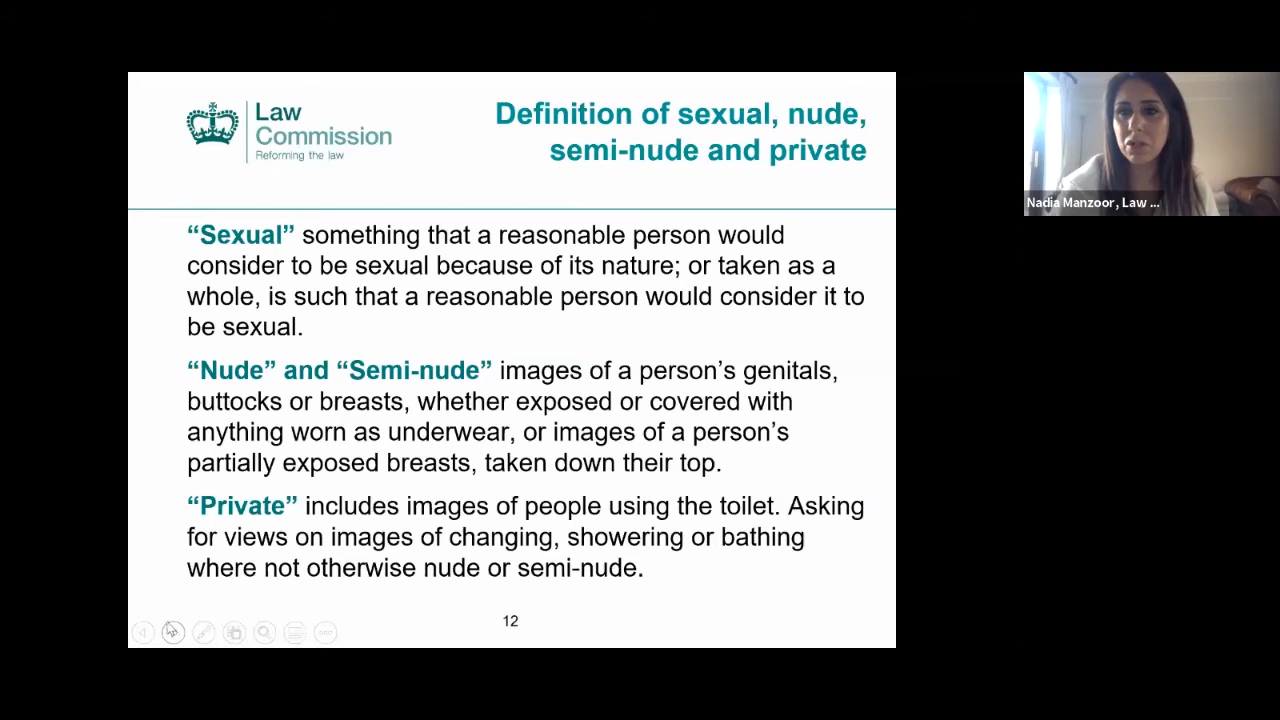 Law
Commission
Reforming the law
Definition of sexual, nude,
semi-nude and private
“Sexual” something that a reasonable person would
consider to be sexual because of its nature; or taken as a
whole, is such that a reasonable person would consider it to
be sexual.
“Nude” and “Semi-nude” images of a person’s genitals,
buttocks or breasts, whether exposed or covered with
anything worn as underwear, or images of a person’s
partially exposed breasts, taken down their top.
“Private” includes images of people using the toilet. Asking
for views on images of changing, showering or bathing
where not otherwise nude or semi-nude.
12
Nadia Manzoor, Law ...